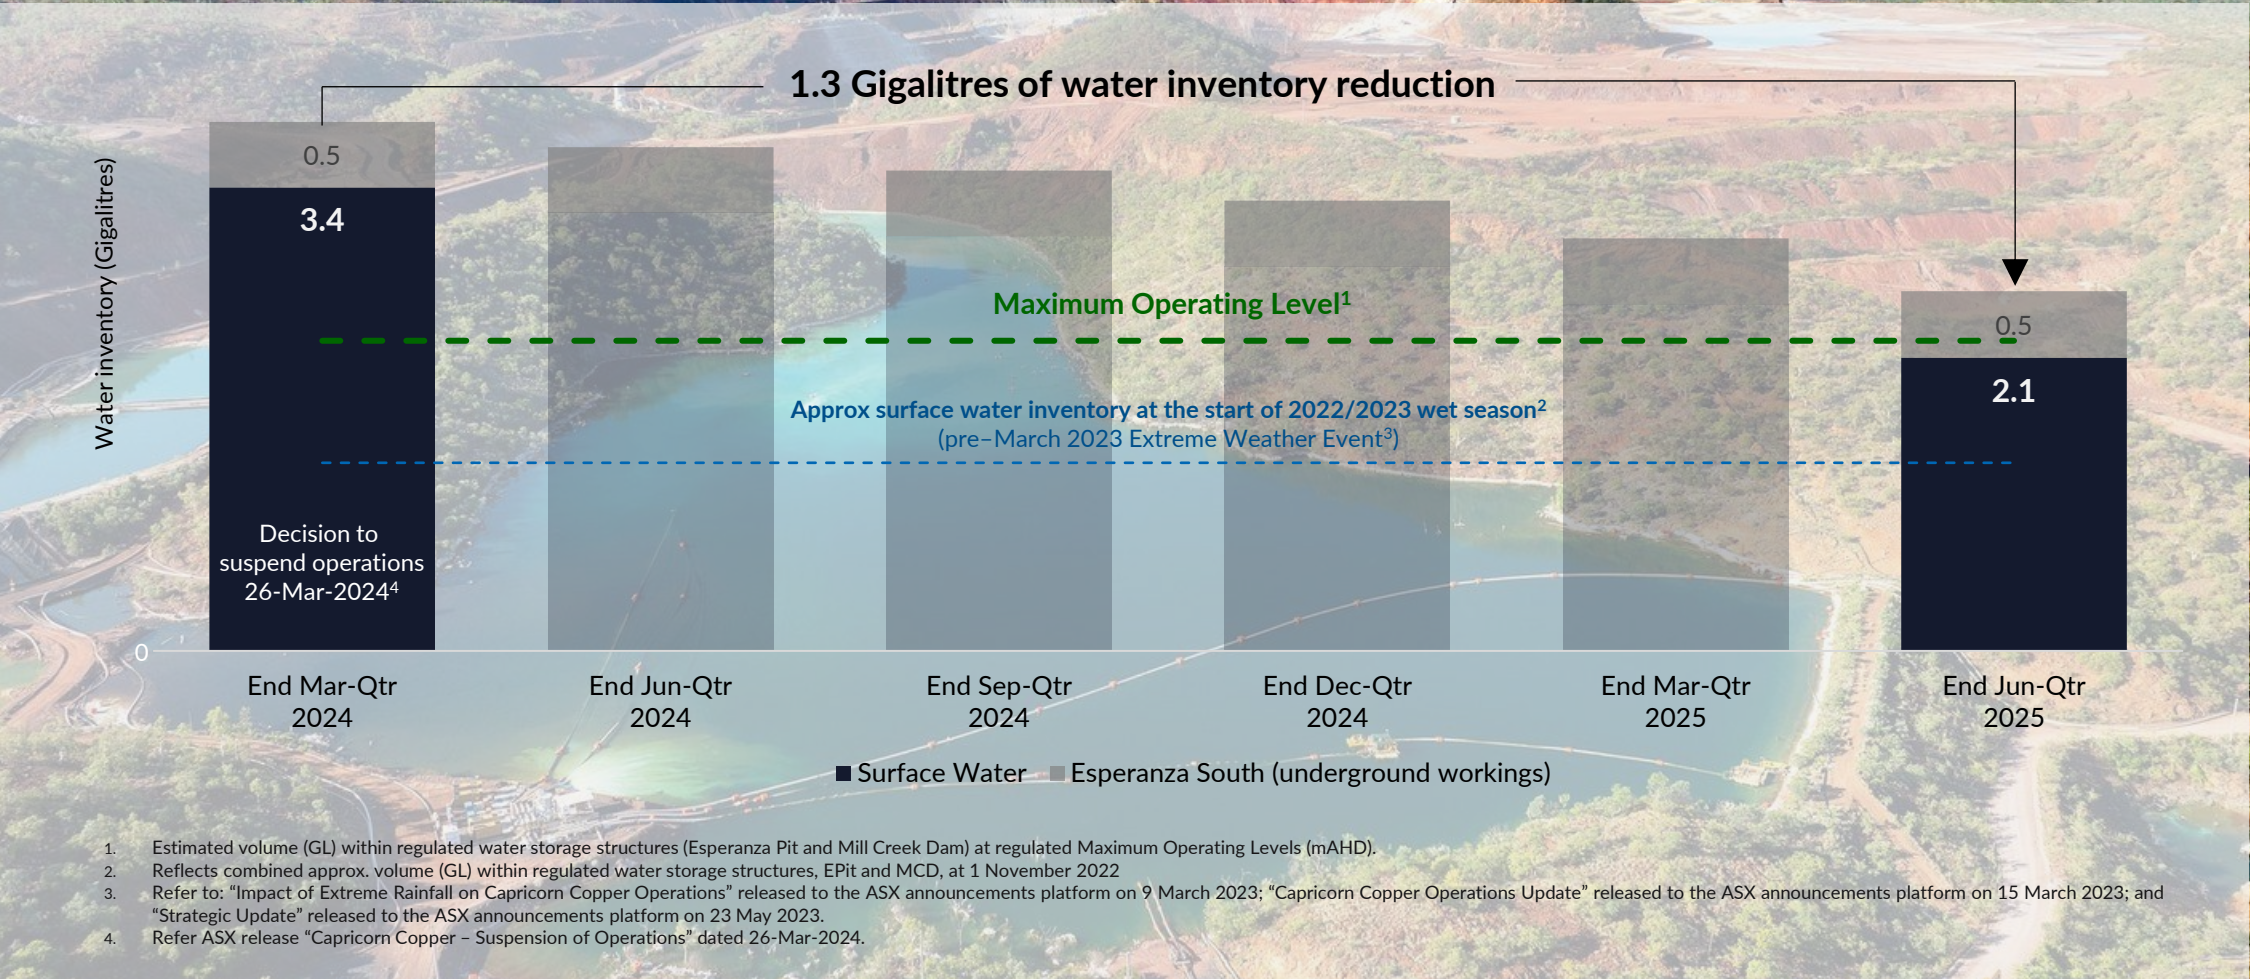 1.3 Gigalitres of water inventory reduction
Water inventory (Gigalitres)
0.5
3.4
Decision to
suspend operations
26-Mar-2024⁴
Maximum Operating Level¹
Approx surface water inventory at the start of 2022/2023 wet season²
(pre–March 2023 Extreme Weather Event³)
0.5
2.1
0
End Mar-Qtr
2024
End Jun-Qtr
2024
End Sep-Qtr
2024
End Dec-Qtr
2024
End Mar-Qtr
2025
End Jun-Qtr
2025
Surface Water Esperanza South (underground workings)
1. Estimated volume (GL) within regulated water storage structures (Esperanza Pit and Mill Creek Dam) at regulated Maximum Operating Levels (mAHD).
2. Reflects combined approx. volume (GL) within regulated water storage structures, EPit and MCD, at 1 November 2022
3. Refer to: “Impact of Extreme Rainfall on Capricorn Copper Operations” released to the ASX announcements platform on 9 March 2023; “Capricorn Copper Operations Update” released to the ASX announcements platform on 15 March 2023; and
“Strategic Update” released to the ASX announcements platform on 23 May 2023.
4. Refer ASX release “Capricorn Copper – Suspension of Operations” dated 26-Mar-2024.